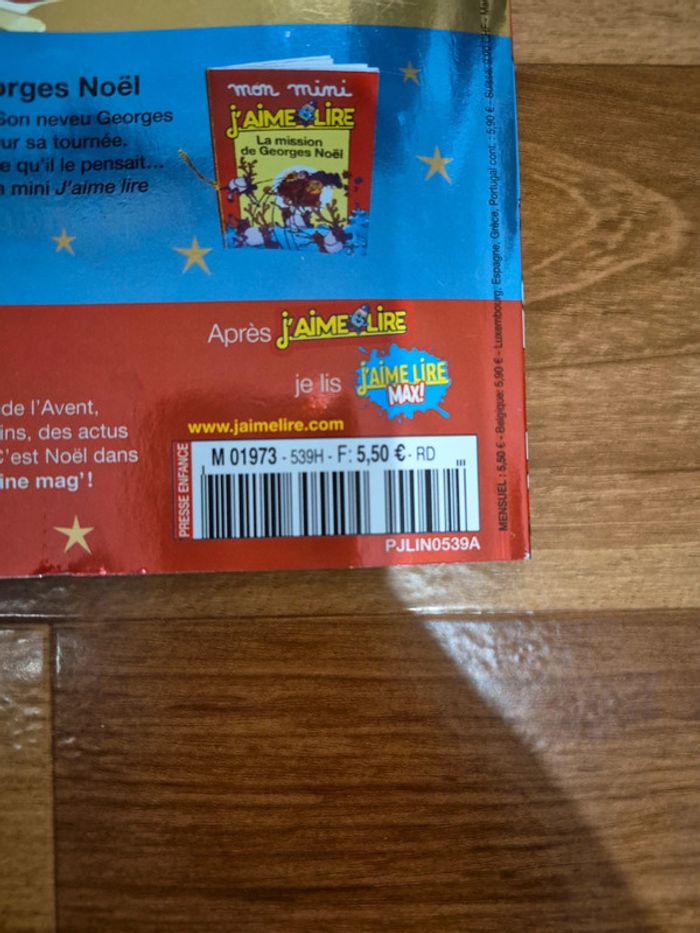 orges Noël
Son neveu Georges
ur sa tournée.
e qu'il le pensait...
mini J'aime lire
mon mini
j'AIME LIRE
La mission
de Georges Noël
Après j'AIME LIRE
je lis J'AIME LIRE
MAX!
de l'Avent,
ins, des actus
C'est Noël dans
ine mag'!
www.jaimelire.com
PRESSE ENFANCE
M 01973 - 539H - F: 5,50 € - RD
PJLIN0539A
MENSUEL : 5,50 € - Belgique: 5,90 € - Luxembourg, Espagne, Grèce, Portugal cont. : 5,90 € -